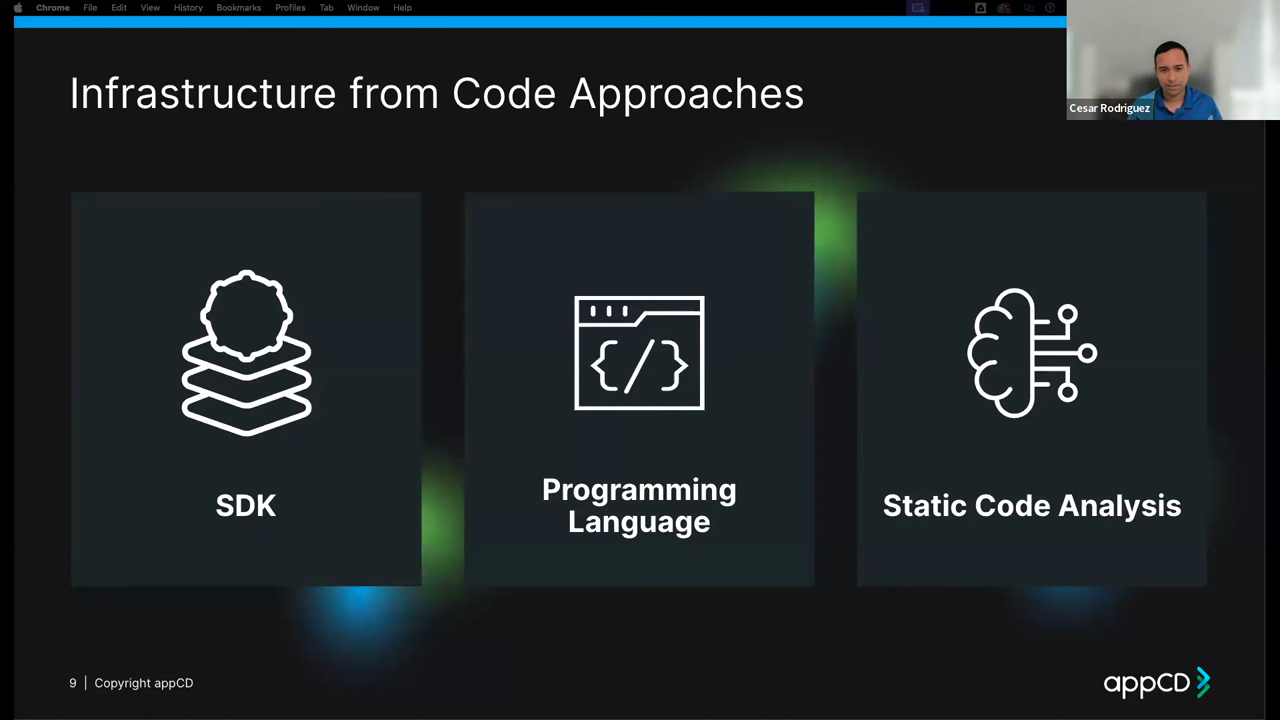 Chrome File Edit View History Bookmarks Profiles Tab Window Help
Infrastructure from Code Approaches
Cesar Rodriguez
</>
SDK
Programming
Language
Static Code Analysis
9 | Copyright appCD
appCD